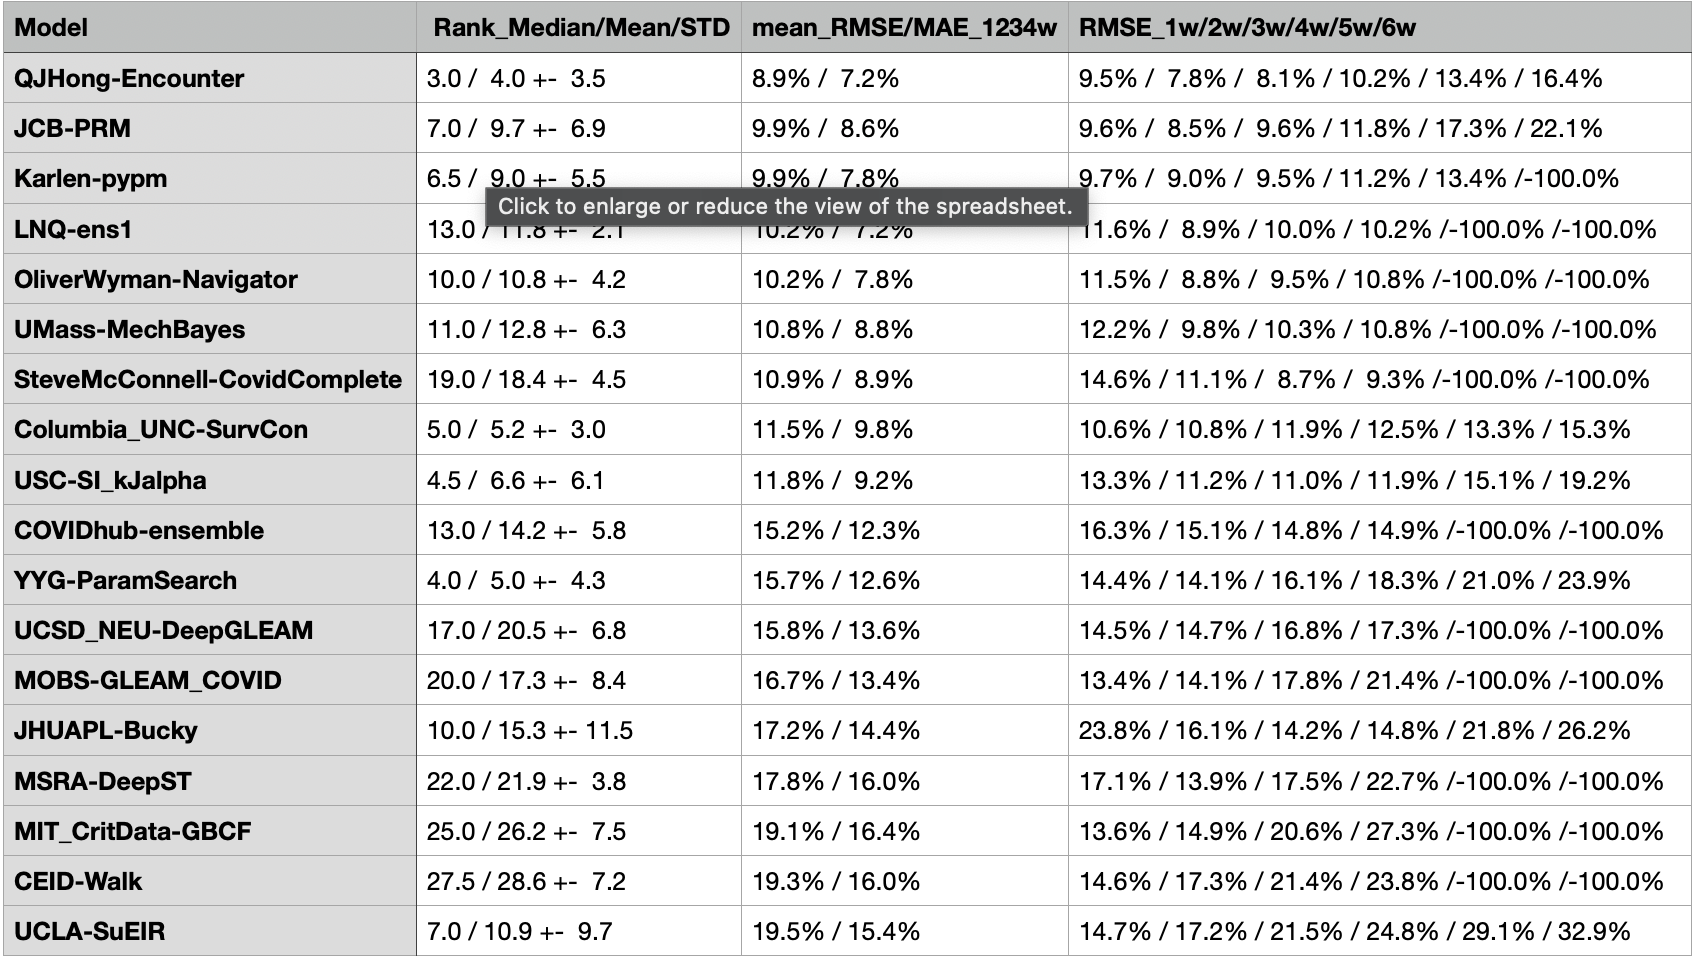 Model Rank_Median/Mean/STD mean_RMSE/MAE_1234w RMSE_1w/2w/3w/4w/5w/6w
QJHong-Encounter 3.0 / 4.0 +- 3.5 8.9% / 7.2% 9.5% / 7.8% / 8.1% / 10.2% / 13.4% / 16.4%
JCB-PRM 7.0 / 9.7 +- 6.9 9.9% / 8.6% 9.6% / 8.5% / 9.6% / 11.8% / 17.3% / 22.1%
Karlen-pypm 6.5 / 9.0 +- 5.5 9.9% / 7.8% 9.7% / 9.0% / 9.5% / 11.2% / 13.4% /-100.0%
Click to enlarge or reduce the view of the spreadsheet.
LNQ-ens1 13.0 / 11.8 +- 2.1 10.2% / 7.2% 11.6% / 8.9% / 10.0% / 10.2% /-100.0% /-100.0%
OliverWyman-Navigator 10.0 / 10.8 +- 4.2 10.2% / 7.8% 11.5% / 8.8% / 9.5% / 10.8% /-100.0% /-100.0%
UMass-MechBayes 11.0 / 12.8 +- 6.3 10.8% / 8.8% 12.2% / 9.8% / 10.3% / 10.8% /-100.0% /-100.0%
SteveMcConnell-CovidComplete 19.0 / 18.4 +- 4.5 10.9% / 8.9% 14.6% / 11.1% / 8.7% / 9.3% /-100.0% /-100.0%
Columbia_UNC-SurvCon 5.0 / 5.2 +- 3.0 11.5% / 9.8% 10.6% / 10.8% / 11.9% / 12.5% / 13.3% / 15.3%
USC-SI_kJalpha 4.5 / 6.6 +- 6.1 11.8% / 9.2% 13.3% / 11.2% / 11.0% / 11.9% / 15.1% / 19.2%
COVIDhub-ensemble 13.0 / 14.2 +- 5.8 15.2% / 12.3% 16.3% / 15.1% / 14.8% / 14.9% /-100.0% /-100.0%
YYG-ParamSearch 4.0 / 5.0 +- 4.3 15.7% / 12.6% 14.4% / 14.1% / 16.1% / 18.3% / 21.0% / 23.9%
UCSD_NEU-DeepGLEAM 17.0 / 20.5 +- 6.8 15.8% / 13.6% 14.5% / 14.7% / 16.8% / 17.3% /-100.0% /-100.0%
MOBS-GLEAM_COVID 20.0 / 17.3 +- 8.4 16.7% / 13.4% 13.4% / 14.1% / 17.8% / 21.4% /-100.0% /-100.0%
JHUAPL-Bucky 10.0 / 15.3 +- 11.5 17.2% / 14.4% 23.8% / 16.1% / 14.2% / 14.8% / 21.8% / 26.2%
MSRA-DeepST 22.0 / 21.9 +- 3.8 17.8% / 16.0% 17.1% / 13.9% / 17.5% / 22.7% /-100.0% /-100.0%
MIT_CritData-GBCF 25.0 / 26.2 +- 7.5 19.1% / 16.4% 13.6% / 14.9% / 20.6% / 27.3% /-100.0% /-100.0%
CEID-Walk 27.5 / 28.6 +- 7.2 19.3% / 16.0% 14.6% / 17.3% / 21.4% / 23.8% /-100.0% /-100.0%
UCLA-SuEIR 7.0 / 10.9 +- 9.7 19.5% / 15.4% 14.7% / 17.2% / 21.5% / 24.8% / 29.1% / 32.9%